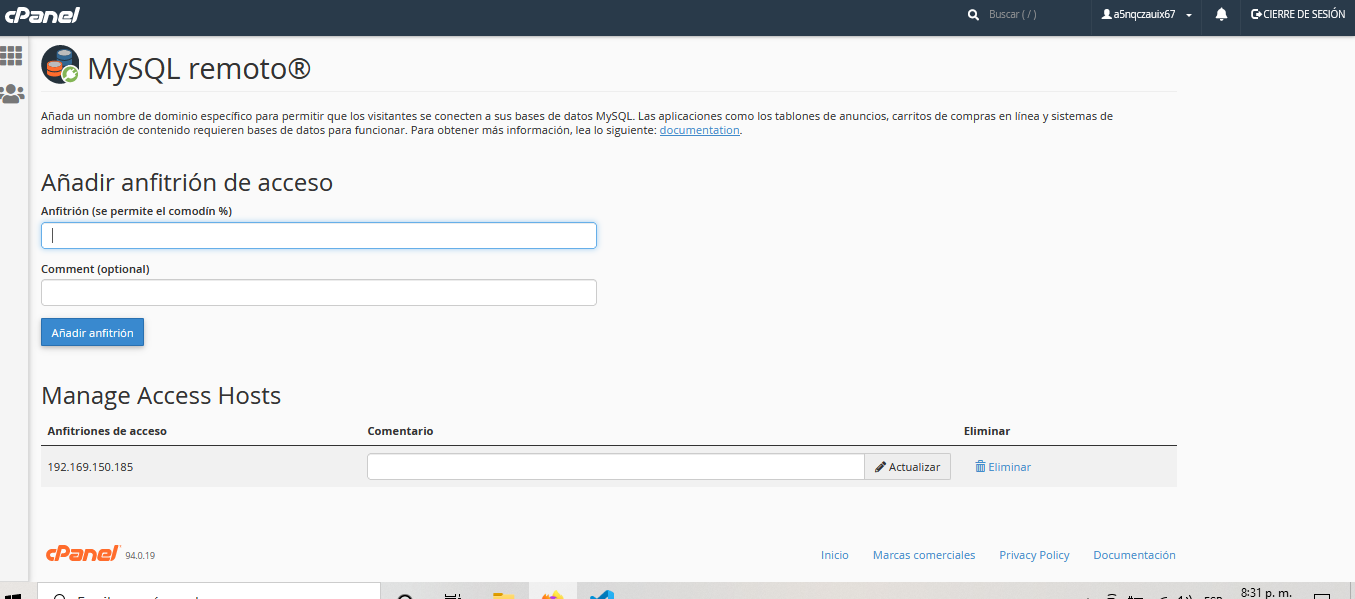 cPanel
Buscar ( / )
a5nqczauix67
CIERRE DE SESIÓN
MySQL remoto®
Añada un nombre de dominio específico para permitir que los visitantes se conecten a sus bases de datos MySQL. Las aplicaciones como los tablones de anuncios, carritos de compras en línea y sistemas de
administración de contenido requieren bases de datos para funcionar. Para obtener más información, lea lo siguiente: documentation.
Añadir anfitrión de acceso
Anfitrión (se permite el comodín %)
Comment (optional)
Añadir anfitrión
Manage Access Hosts
Anfitriones de acceso Comentario Eliminar
192.169.150.185 Actualizar Eliminar
cPanel 94.0.19 Inicio Marcas comerciales Privacy Policy Documentación
8:31 p. m.